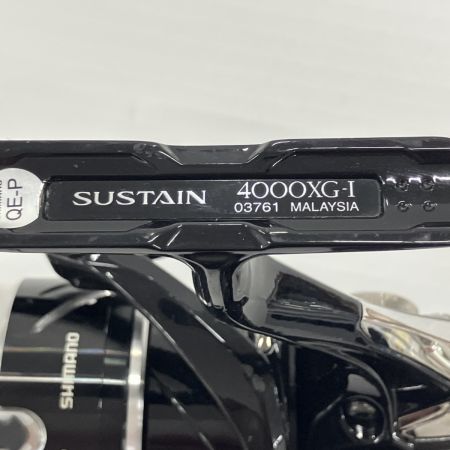 QE-P
SUSTAIN 4000XG-I
03761 MALAYSIA
SHIMANO